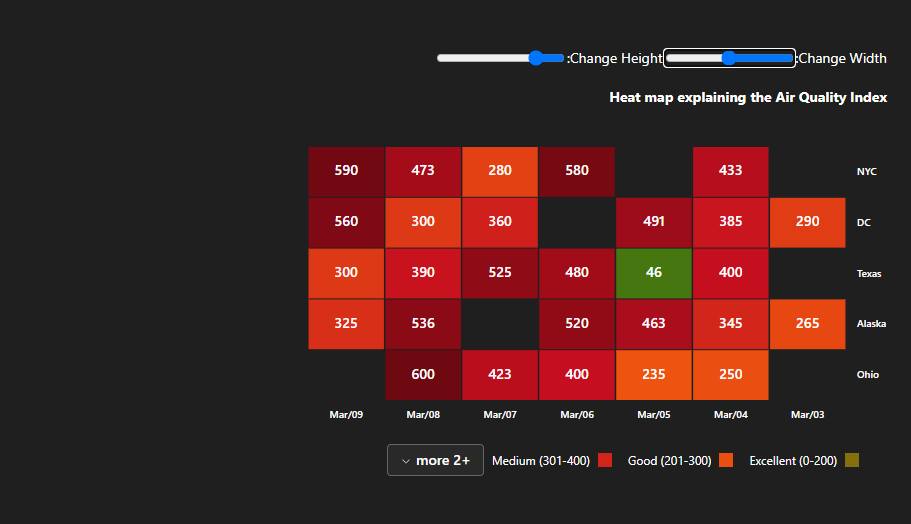 :Change Height :Change Width
Heat map explaining the Air Quality Index
590 473 280 580 433 NYC
560 300 360 491 385 290 DC
300 390 525 480 46 400 Texas
325 536 520 463 345 265 Alaska
600 423 400 235 250 Ohio
Mar/09 Mar/08 Mar/07 Mar/06 Mar/05 Mar/04 Mar/03
more 2+ Medium (301-400) Good (201-300) Excellent (0-200)